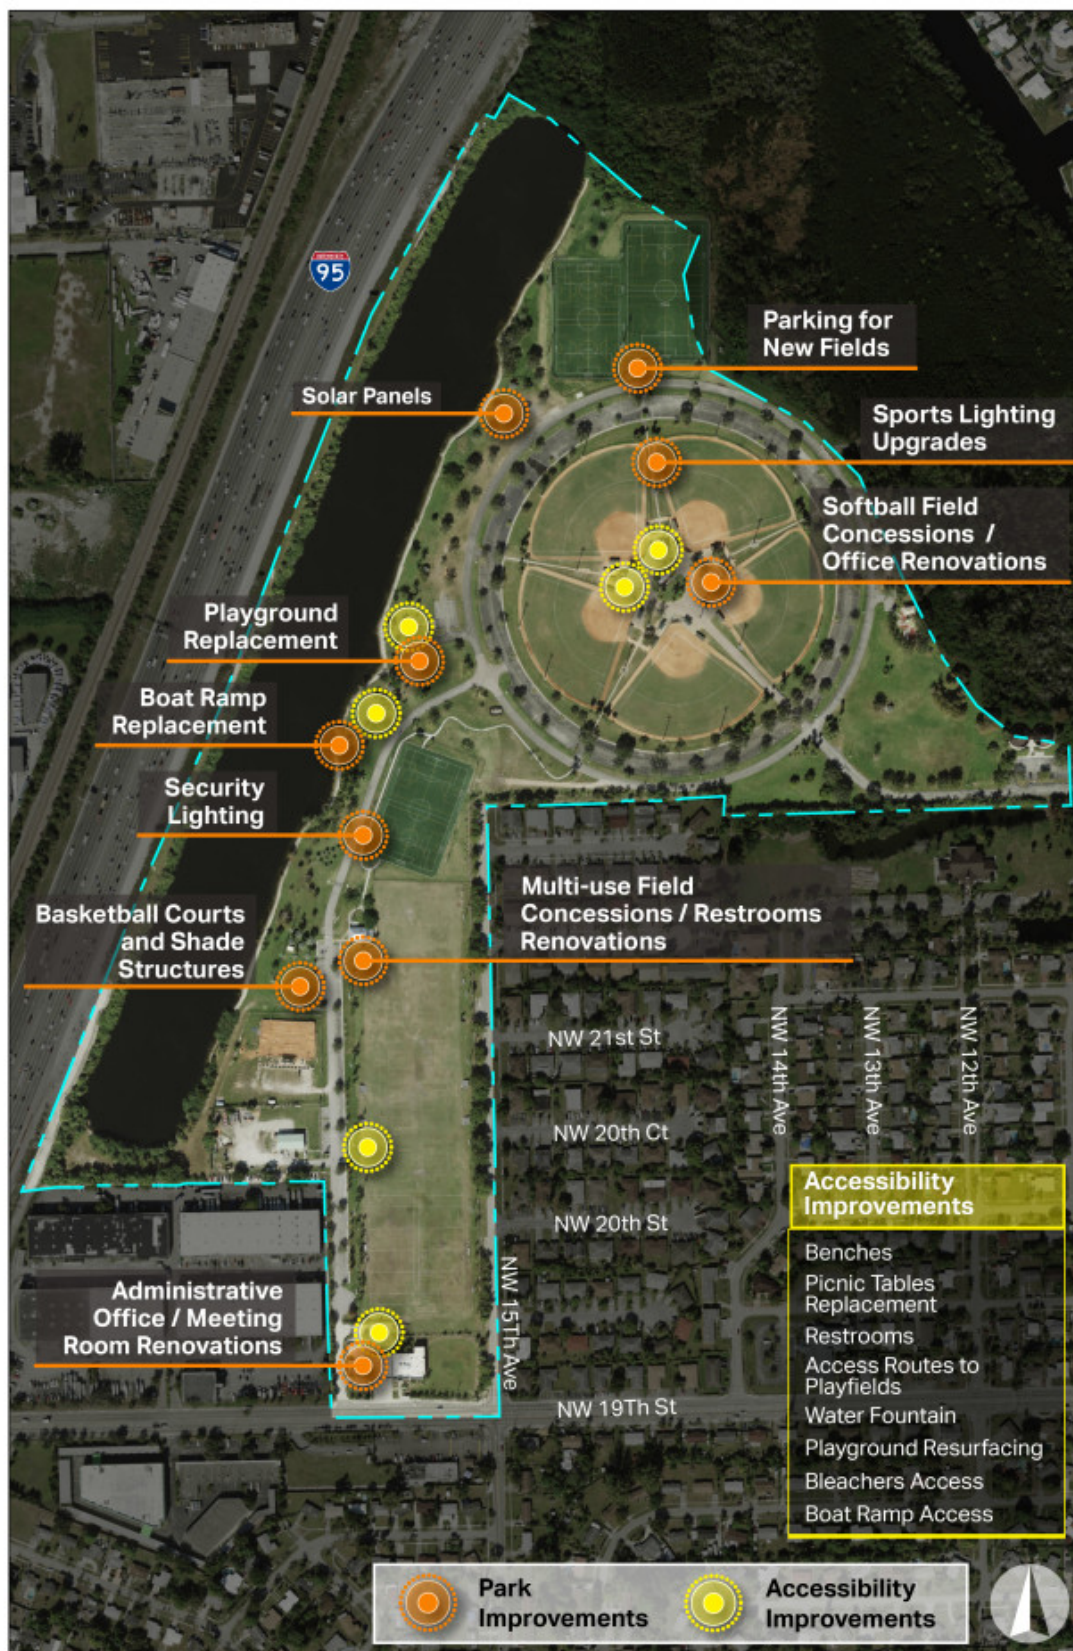 INTERSTATE
95
Parking for
New Fields
Solar Panels
Sports Lighting
Upgrades
Softball Field
Concessions /
Office Renovations
Playground
Replacement
Boat Ramp
Replacement
Security
Lighting
Multi-use Field
Concessions / Restrooms
Renovations
Basketball Courts
and Shade
Structures
NW 21st St
NW 14th Ave
NW 13th Ave
NW 12th Ave
NW 20th Ct
NW 20th St
NW 15Th Ave
Administrative
Office / Meeting
Room Renovations
NW 19Th St
Accessibility
Improvements
Benches
Picnic Tables
Replacement
Restrooms
Access Routes to
Playfields
Water Fountain
Playground Resurfacing
Bleachers Access
Boat Ramp Access
Park
Improvements
Accessibility
Improvements